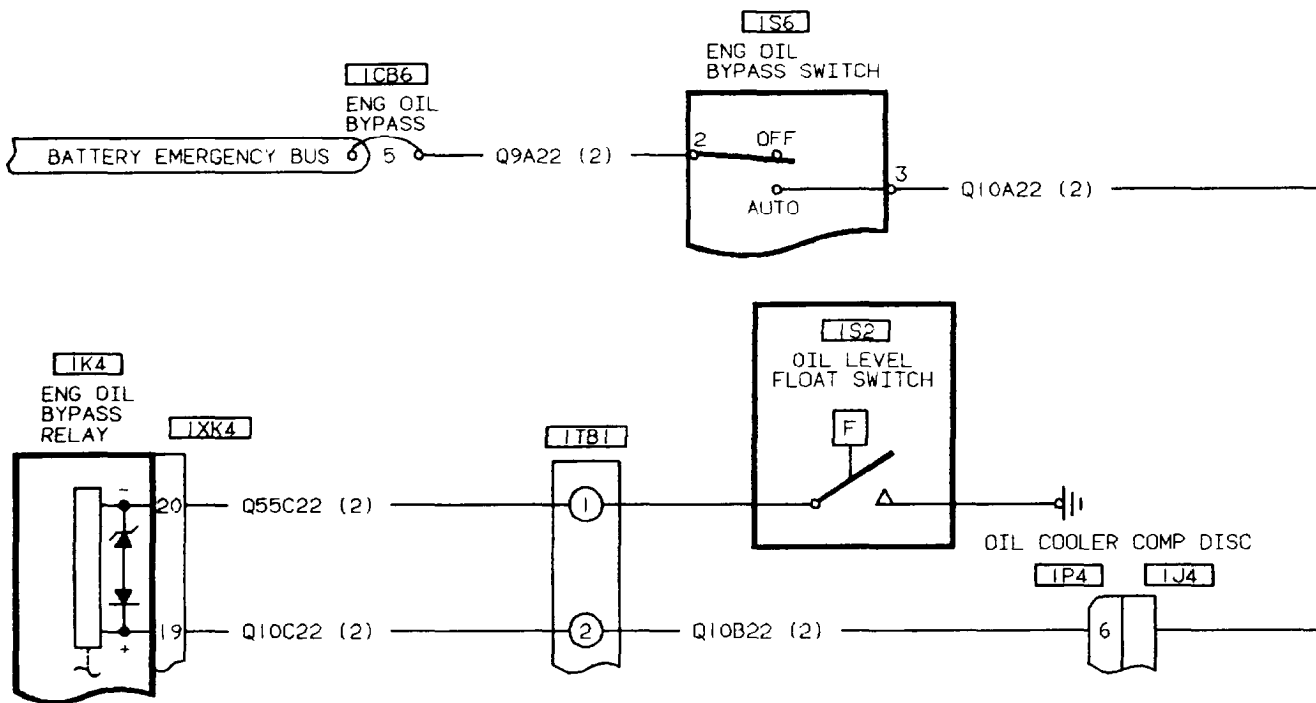 1S6
ENG OIL
BYPASS SWITCH
1CB6
ENG OIL
BYPASS
BATTERY EMERGENCY BUS
5
Q9A22 (2)
2
OFF
AUTO
3
Q10A22 (2)
1K4
ENG OIL
BYPASS
RELAY
1XK4
1TB1
1S2
OIL LEVEL
FLOAT SWITCH
F
-
20
Q55C22 (2)
1
OIL COOLER COMP DISC
1P4
1J4
19
+
Q10C22 (2)
2
Q10B22 (2)
6